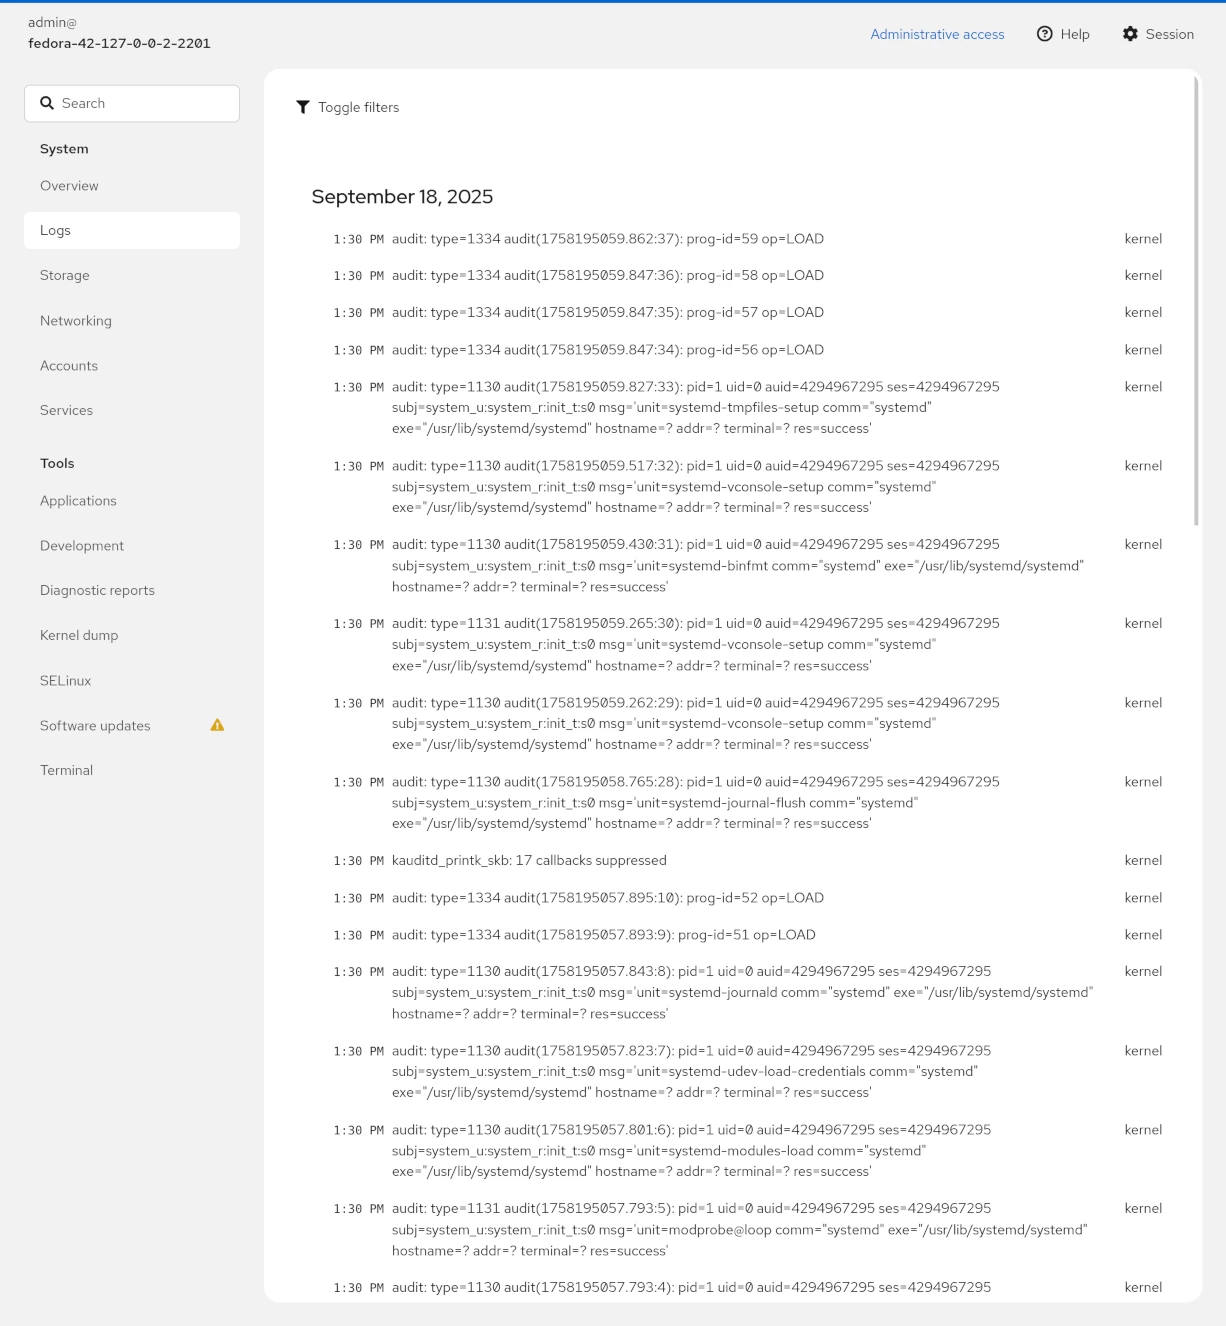 admin@
fedora-42-127-0-0-2-2201
Administrative access
Help
Session
Search
System
Overview
Logs
Storage
Networking
Accounts
Services
Tools
Applications
Development
Diagnostic reports
Kernel dump
SELinux
Software updates
Terminal
Toggle filters
September 18, 2025
1:30 PM audit: type=1334 audit(1758195059.862:37): prog-id=59 op=LOAD kernel
1:30 PM audit: type=1334 audit(1758195059.847:36): prog-id=58 op=LOAD kernel
1:30 PM audit: type=1334 audit(1758195059.847:35): prog-id=57 op=LOAD kernel
1:30 PM audit: type=1334 audit(1758195059.847:34): prog-id=56 op=LOAD kernel
1:30 PM audit: type=1130 audit(1758195059.827:33): pid=1 uid=0 auid=4294967295 ses=4294967295 kernel
subj=system_u:system_r:init_t:s0 msg='unit=systemd-tmpfiles-setup comm="systemd"
exe="/usr/lib/systemd/systemd" hostname=? addr=? terminal=? res=success'
1:30 PM audit: type=1130 audit(1758195059.517:32): pid=1 uid=0 auid=4294967295 ses=4294967295 kernel
subj=system_u:system_r:init_t:s0 msg='unit=systemd-vconsole-setup comm="systemd"
exe="/usr/lib/systemd/systemd" hostname=? addr=? terminal=? res=success'
1:30 PM audit: type=1130 audit(1758195059.430:31): pid=1 uid=0 auid=4294967295 ses=4294967295 kernel
subj=system_u:system_r:init_t:s0 msg='unit=systemd-binfmt comm="systemd" exe="/usr/lib/systemd/systemd"
hostname=? addr=? terminal=? res=success'
1:30 PM audit: type=1131 audit(1758195059.265:30): pid=1 uid=0 auid=4294967295 ses=4294967295 kernel
subj=system_u:system_r:init_t:s0 msg='unit=systemd-vconsole-setup comm="systemd"
exe="/usr/lib/systemd/systemd" hostname=? addr=? terminal=? res=success'
1:30 PM audit: type=1130 audit(1758195059.262:29): pid=1 uid=0 auid=4294967295 ses=4294967295 kernel
subj=system_u:system_r:init_t:s0 msg='unit=systemd-vconsole-setup comm="systemd"
exe="/usr/lib/systemd/systemd" hostname=? addr=? terminal=? res=success'
1:30 PM audit: type=1130 audit(1758195058.765:28): pid=1 uid=0 auid=4294967295 ses=4294967295 kernel
subj=system_u:system_r:init_t:s0 msg='unit=systemd-journal-flush comm="systemd"
exe="/usr/lib/systemd/systemd" hostname=? addr=? terminal=? res=success'
1:30 PM kauditd_printk_skb: 17 callbacks suppressed kernel
1:30 PM audit: type=1334 audit(1758195057.895:10): prog-id=52 op=LOAD kernel
1:30 PM audit: type=1334 audit(1758195057.893:9): prog-id=51 op=LOAD kernel
1:30 PM audit: type=1130 audit(1758195057.843:8): pid=1 uid=0 auid=4294967295 ses=4294967295 kernel
subj=system_u:system_r:init_t:s0 msg='unit=systemd-journald comm="systemd" exe="/usr/lib/systemd/systemd"
hostname=? addr=? terminal=? res=success'
1:30 PM audit: type=1130 audit(1758195057.823:7): pid=1 uid=0 auid=4294967295 ses=4294967295 kernel
subj=system_u:system_r:init_t:s0 msg='unit=systemd-udev-load-credentials comm="systemd"
exe="/usr/lib/systemd/systemd" hostname=? addr=? terminal=? res=success'
1:30 PM audit: type=1130 audit(1758195057.801:6): pid=1 uid=0 auid=4294967295 ses=4294967295 kernel
subj=system_u:system_r:init_t:s0 msg='unit=systemd-modules-load comm="systemd"
exe="/usr/lib/systemd/systemd" hostname=? addr=? terminal=? res=success'
1:30 PM audit: type=1131 audit(1758195057.793:5): pid=1 uid=0 auid=4294967295 ses=4294967295 kernel
subj=system_u:system_r:init_t:s0 msg='unit=modprobe@loop comm="systemd" exe="/usr/lib/systemd/systemd"
hostname=? addr=? terminal=? res=success'
1:30 PM audit: type=1130 audit(1758195057.793:4): pid=1 uid=0 auid=4294967295 ses=4294967295 kernel